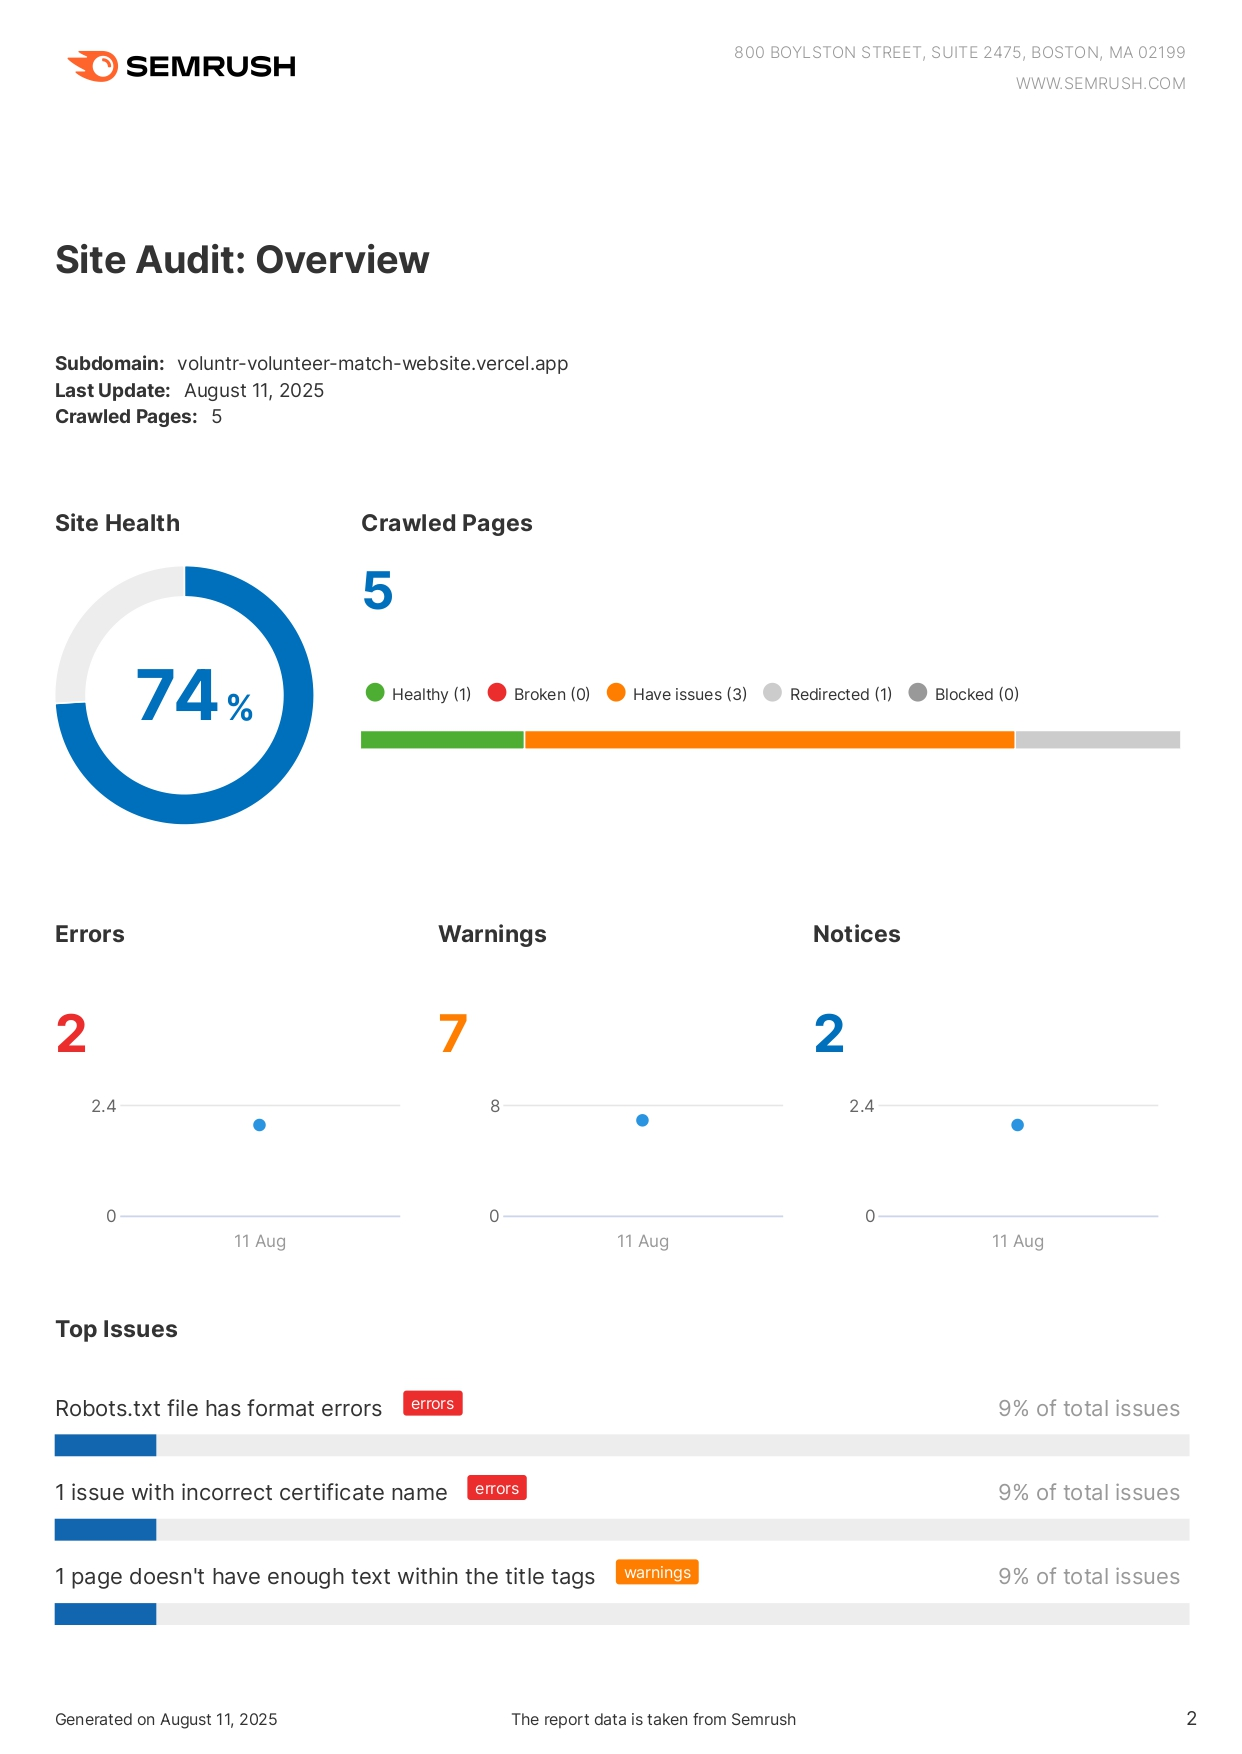 SEMRUSH
800 BOYLSTON STREET, SUITE 2475, BOSTON, MA 02199
WWW.SEMRUSH.COM
Site Audit: Overview
Subdomain: voluntr-volunteer-match-website.vercel.app
Last Update: August 11, 2025
Crawled Pages: 5
Site Health
74 %
Crawled Pages
5
Healthy (1) Broken (0) Have issues (3) Redirected (1) Blocked (0)
Errors
2
2.4
0
11 Aug
Warnings
7
8
0
11 Aug
Notices
2
2.4
0
11 Aug
Top Issues
Robots.txt file has format errors errors 9% of total issues
1 issue with incorrect certificate name errors 9% of total issues
1 page doesn't have enough text within the title tags warnings 9% of total issues
Generated on August 11, 2025 The report data is taken from Semrush 2